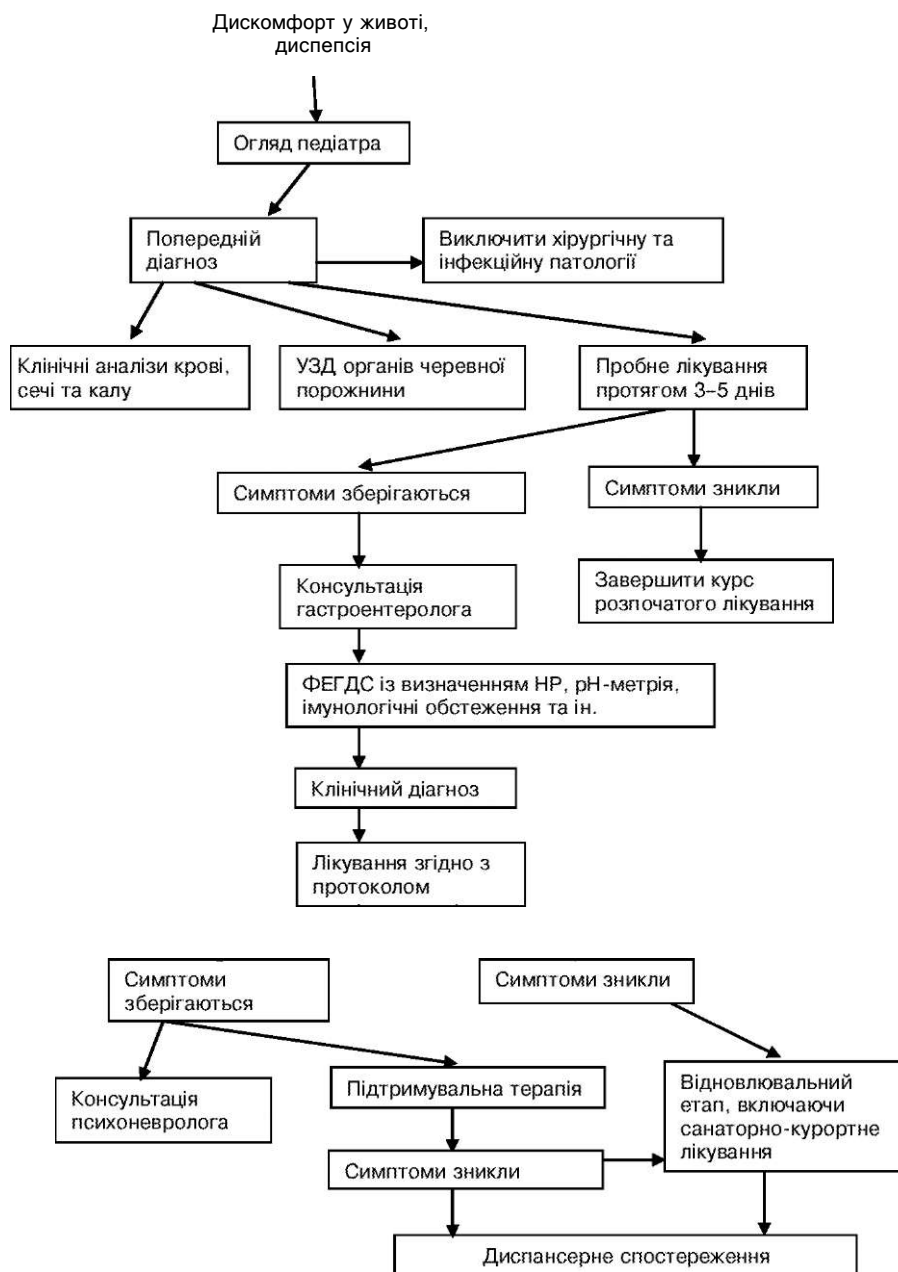 Дискомфорт у животі,
диспепсія
Огляд педіатра
Попередній
діагноз
Виключити хірургічну та
інфекційну патології
Клінічні аналізи крові,
сечі та калу
УЗД органів черевної
порожнини
Пробне лікування
протягом 3–5 днів
Симптоми зберігаються
Симптоми зникли
Консультація
гастроентеролога
Завершити курс
розпочатого лікування
ФЕГДС із визначенням НР, рН-метрія,
імунологічні обстеження та ін.
Клінічний діагноз
Лікування згідно з
протоколом
Симптоми
зберігаються
Симптоми зникли
Консультація
психоневролога
Підтримувальна терапія
Відновлювальний
етап, включаючи
санаторно-курортне
лікування
Симптоми зникли
Диспансерне спостереження